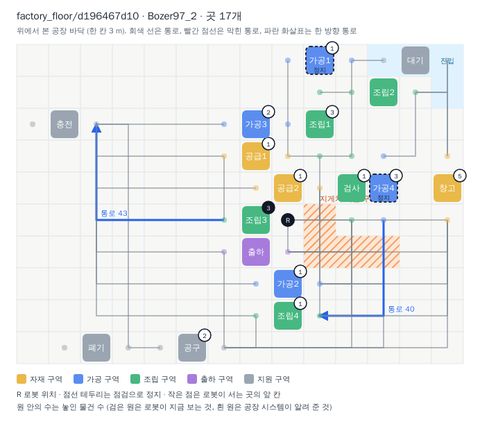 factory_floor/d196467d10 · Bozer97_2 · 곳 17개
위에서 본 공장 바닥 (한 칸 3 m). 회색 선은 통로, 빨간 점선은 막힌 통로, 파란 화살표는 한 방향 통로
가공1 1
정지
대기
진입
조립2
충전
가공3 2
조립1 3
공급1 1
공급2 1
검사 1
가공4 3
정지
창고 5
지게차
통로 43
조립3 3
R
출하
가공2 1
조립4 1
통로 40
폐기
공구 2
자재 구역 가공 구역 조립 구역 출하 구역 지원 구역
R 로봇 위치 · 점선 테두리는 점검으로 정지 · 작은 점은 로봇이 서는 곳의 앞 칸
원 안의 수는 놓인 물건 수 (검은 원은 로봇이 지금 보는 것, 흰 원은 공장 시스템이 알려 준 것)